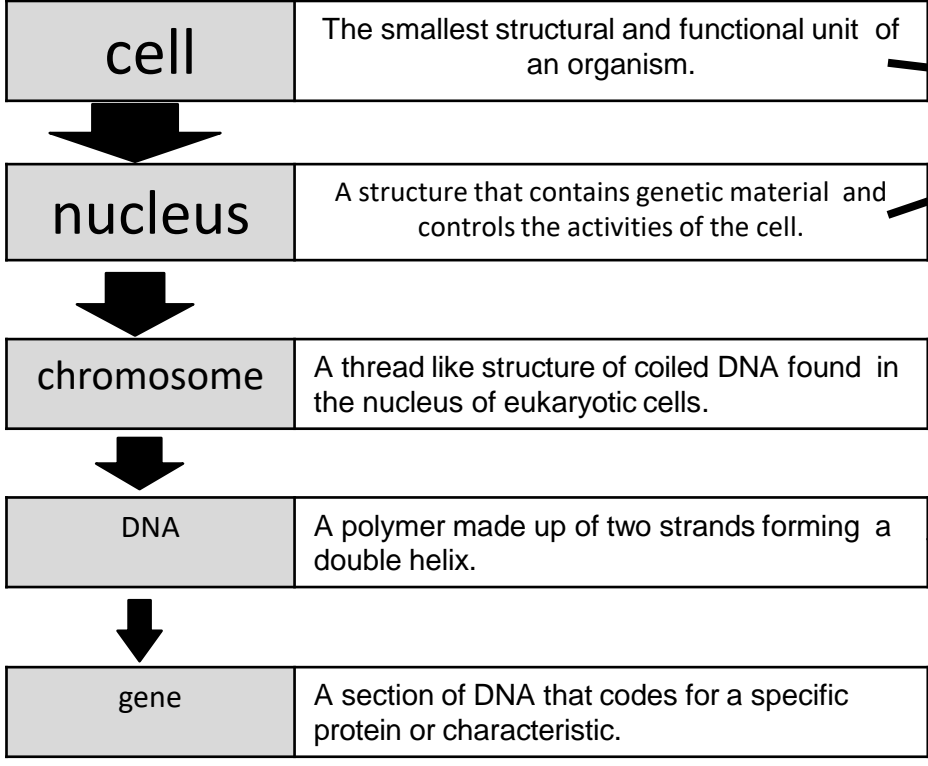 cell
The smallest structural and functional unit of
an organism.
nucleus
A structure that contains genetic material and
controls the activities of the cell.
chromosome
A thread like structure of coiled DNA found in
the nucleus of eukaryotic cells.
DNA
A polymer made up of two strands forming a
double helix.
gene
A section of DNA that codes for a specific
protein or characteristic.